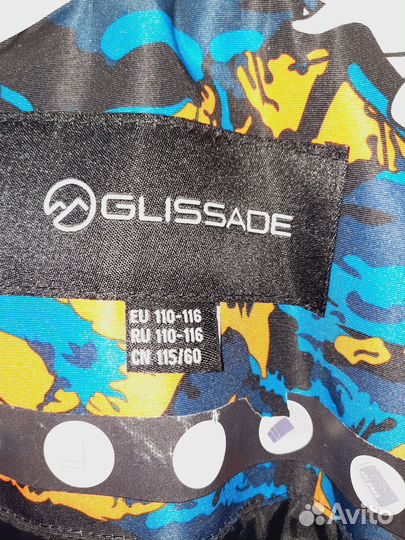 GLISSADE
EU 110-116
RU 110-116
CN 115/60
Avito